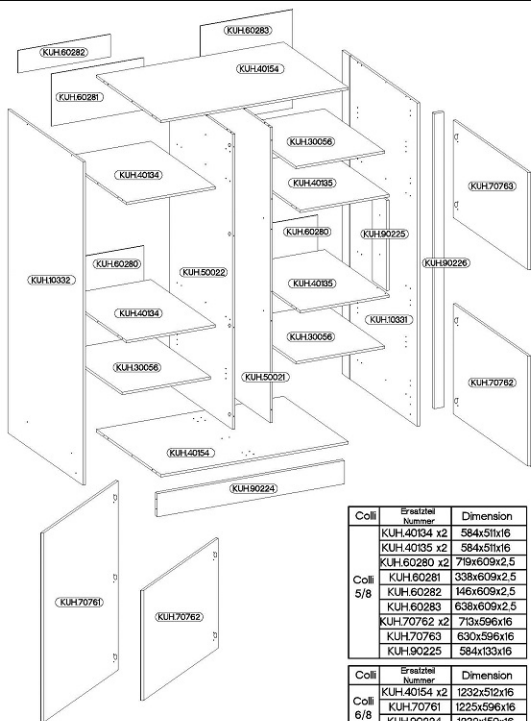 KUH.60283
KUH.60282
KUH.40154
KUH.60281
KUH.30056
KUH.40134
KUH.40135
KUH.70763
KUH.60280
KUH.90225
KUH.60280
KUH.90226
KUH.50022
KUH.10332
KUH.40135
KUH.40134
KUH.10331
KUH.30056
KUH.30056
KUH.50021
KUH.70762
KUH.40154
KUH.90224
KUH.70761
KUH.70762
Colli Ersatzteil Nummer Dimension
Colli 5/8
KUH.40134 x2 584x511x16
KUH.40135 x2 584x511x16
KUH.60280 x2 719x609x2,5
KUH.60281 338x609x2,5
KUH.60282 146x609x2,5
KUH.60283 638x609x2,5
KUH.70762 x2 713x596x16
KUH.70763 630x596x16
KUH.90225 584x133x16
Colli Ersatzteil Nummer Dimension
Colli 6/8
KUH.40154 x2 1232x512x16
KUH.70761 1225x596x16